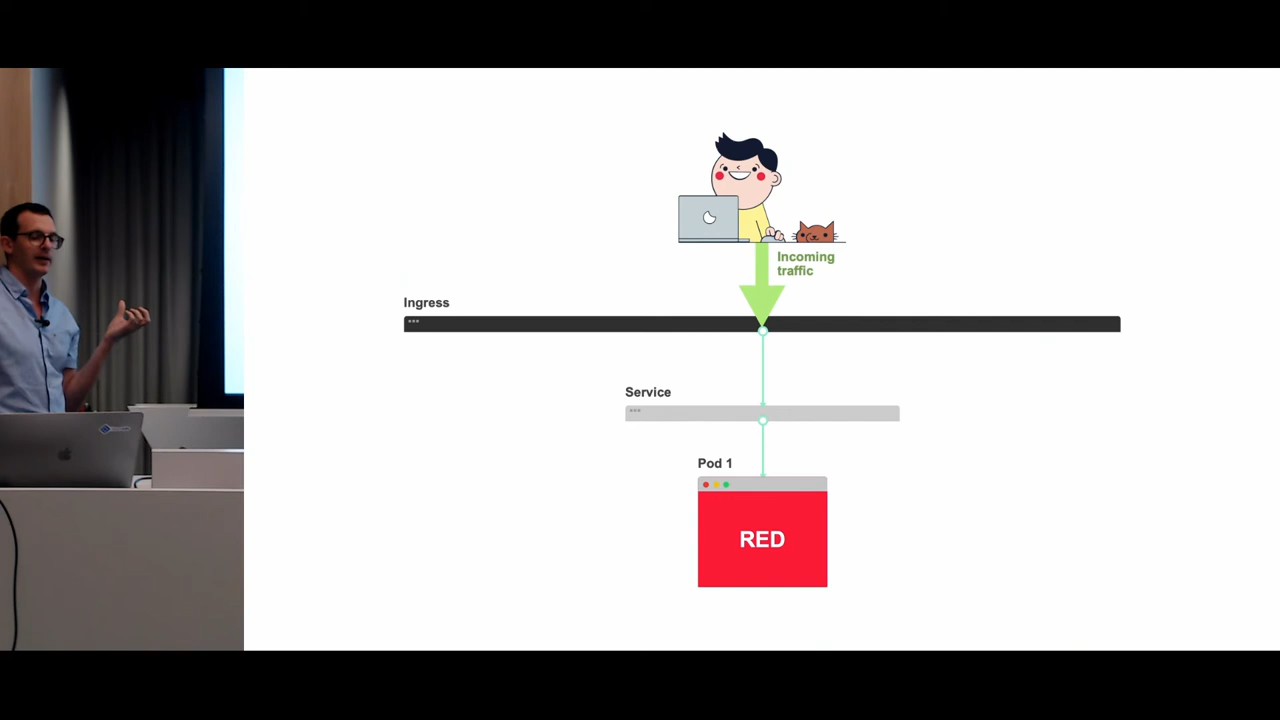 Incoming
traffic
Ingress
Service
Pod 1
RED